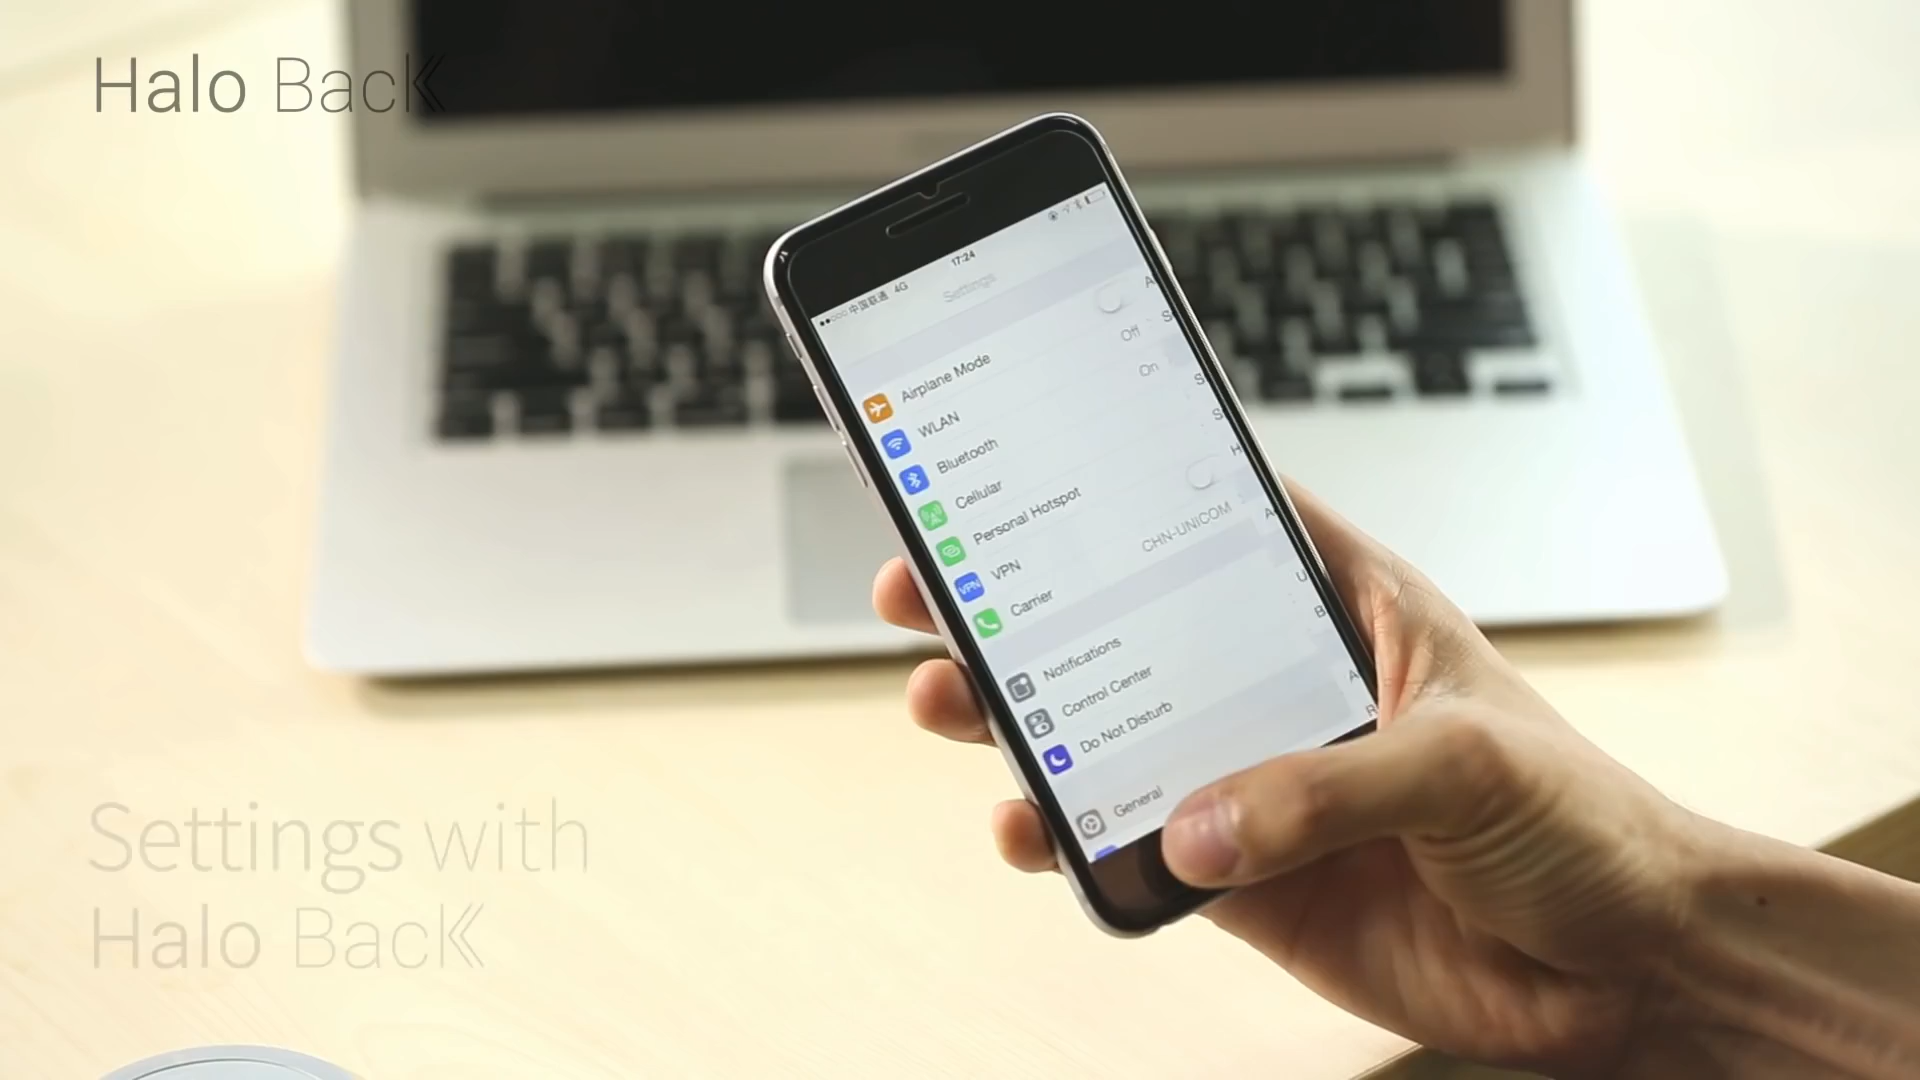 Halo Back
17:24
中国联通 4G
Settings
Airplane Mode
WLAN Off
Bluetooth On
Cellular
Personal Hotspot
VPN
VPN
Carrier CHN-UNICOM
Notifications
Control Center
Do Not Disturb
General
Settings with
Halo Back